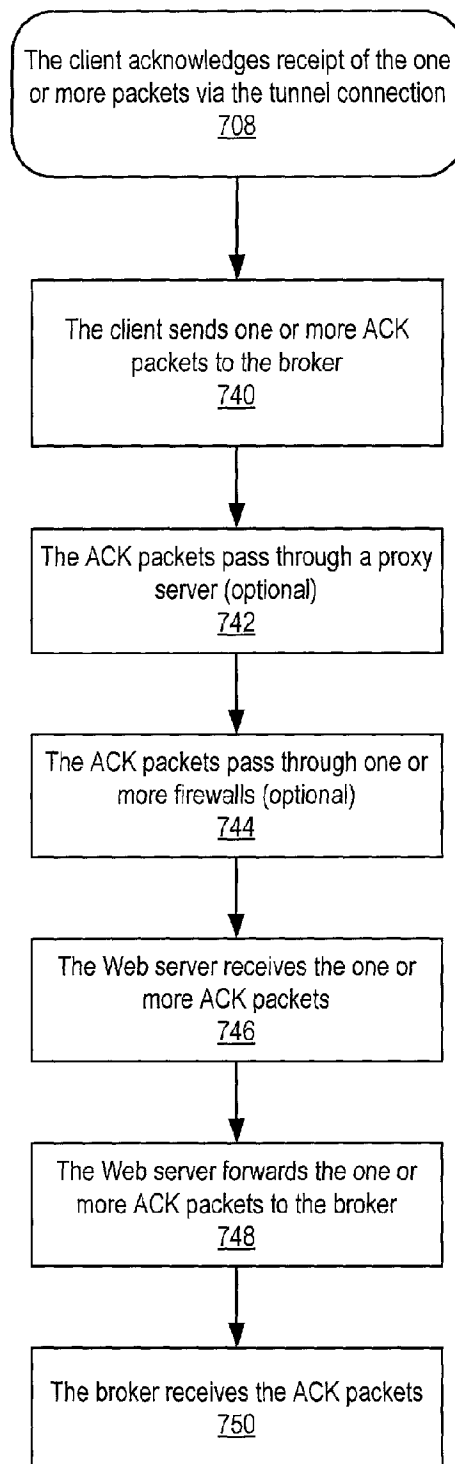 The client acknowledges receipt of the one
or more packets via the tunnel connection
708
The client sends one or more ACK
packets to the broker
740
The ACK packets pass through a proxy
server (optional)
742
The ACK packets pass through one or
more firewalls (optional)
744
The Web server receives the one or
more ACK packets
746
The Web server forwards the one or
more ACK packets to the broker
748
The broker receives the ACK packets
750